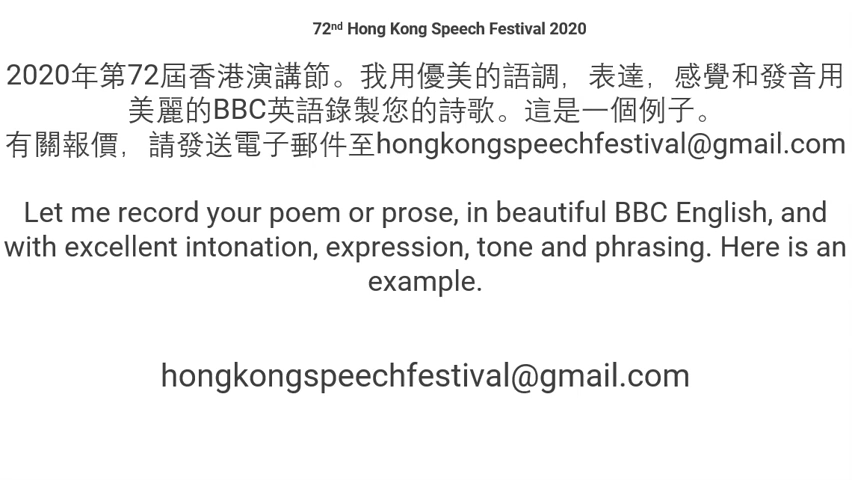 72nd Hong Kong Speech Festival 2020
2020年第72屆香港演講節。我用優美的語調，表達，感覺和發音用
美麗的BBC英語錄製您的詩歌。這是一個例子。
有關報價，請發送電子郵件至hongkongspeechfestival@gmail.com
Let me record your poem or prose, in beautiful BBC English, and
with excellent intonation, expression, tone and phrasing. Here is an
example.
hongkongspeechfestival@gmail.com